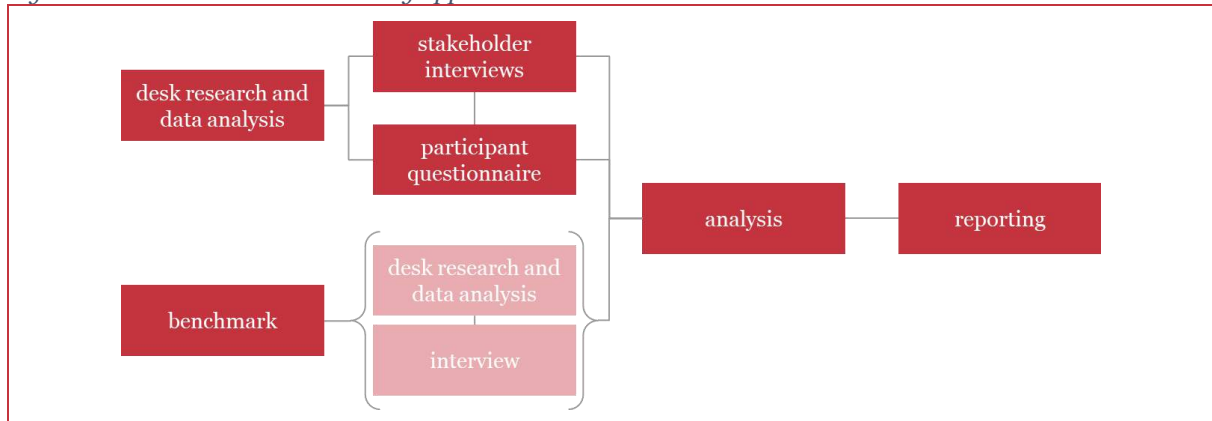 stakeholder
interviews
desk research and
data analysis
participant
questionnaire
analysis
reporting
desk research and
data analysis
benchmark
interview